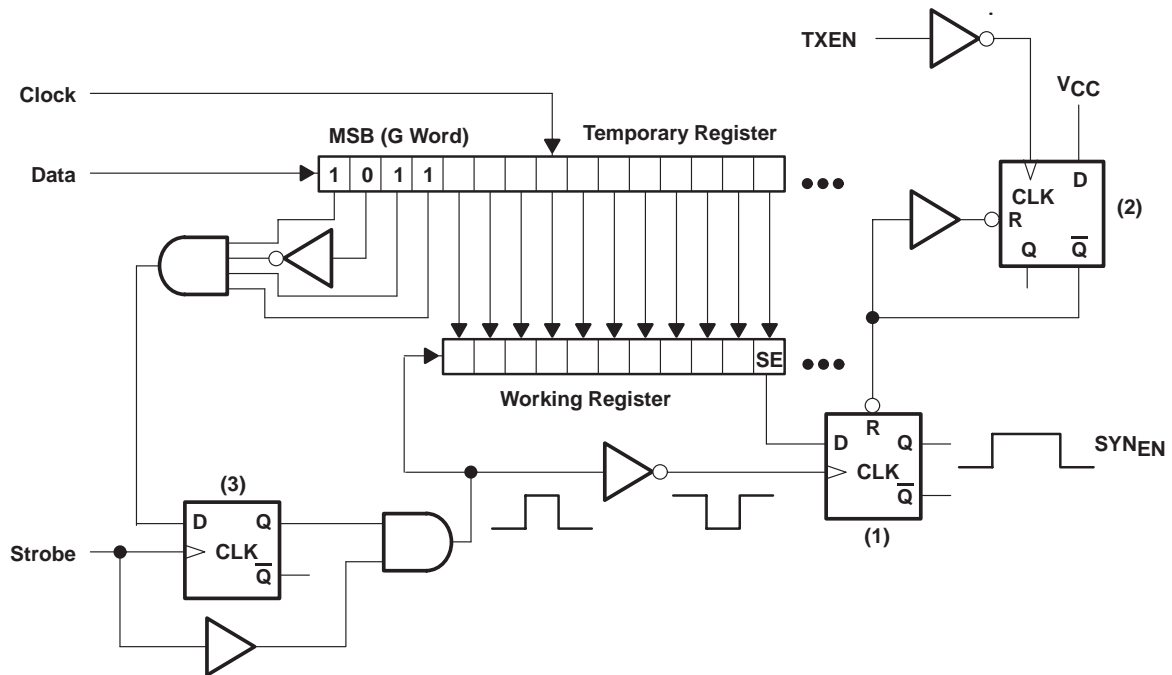 TXEN
VCC
Clock
MSB (G Word)
Temporary Register
Data
1 0 1 1
D
CLK
(2)
R
Q Q̅
SE
Working Register
R
D Q
SYNEN
CLK
Q̅
(1)
(3)
D Q
Strobe
CLK
Q̅